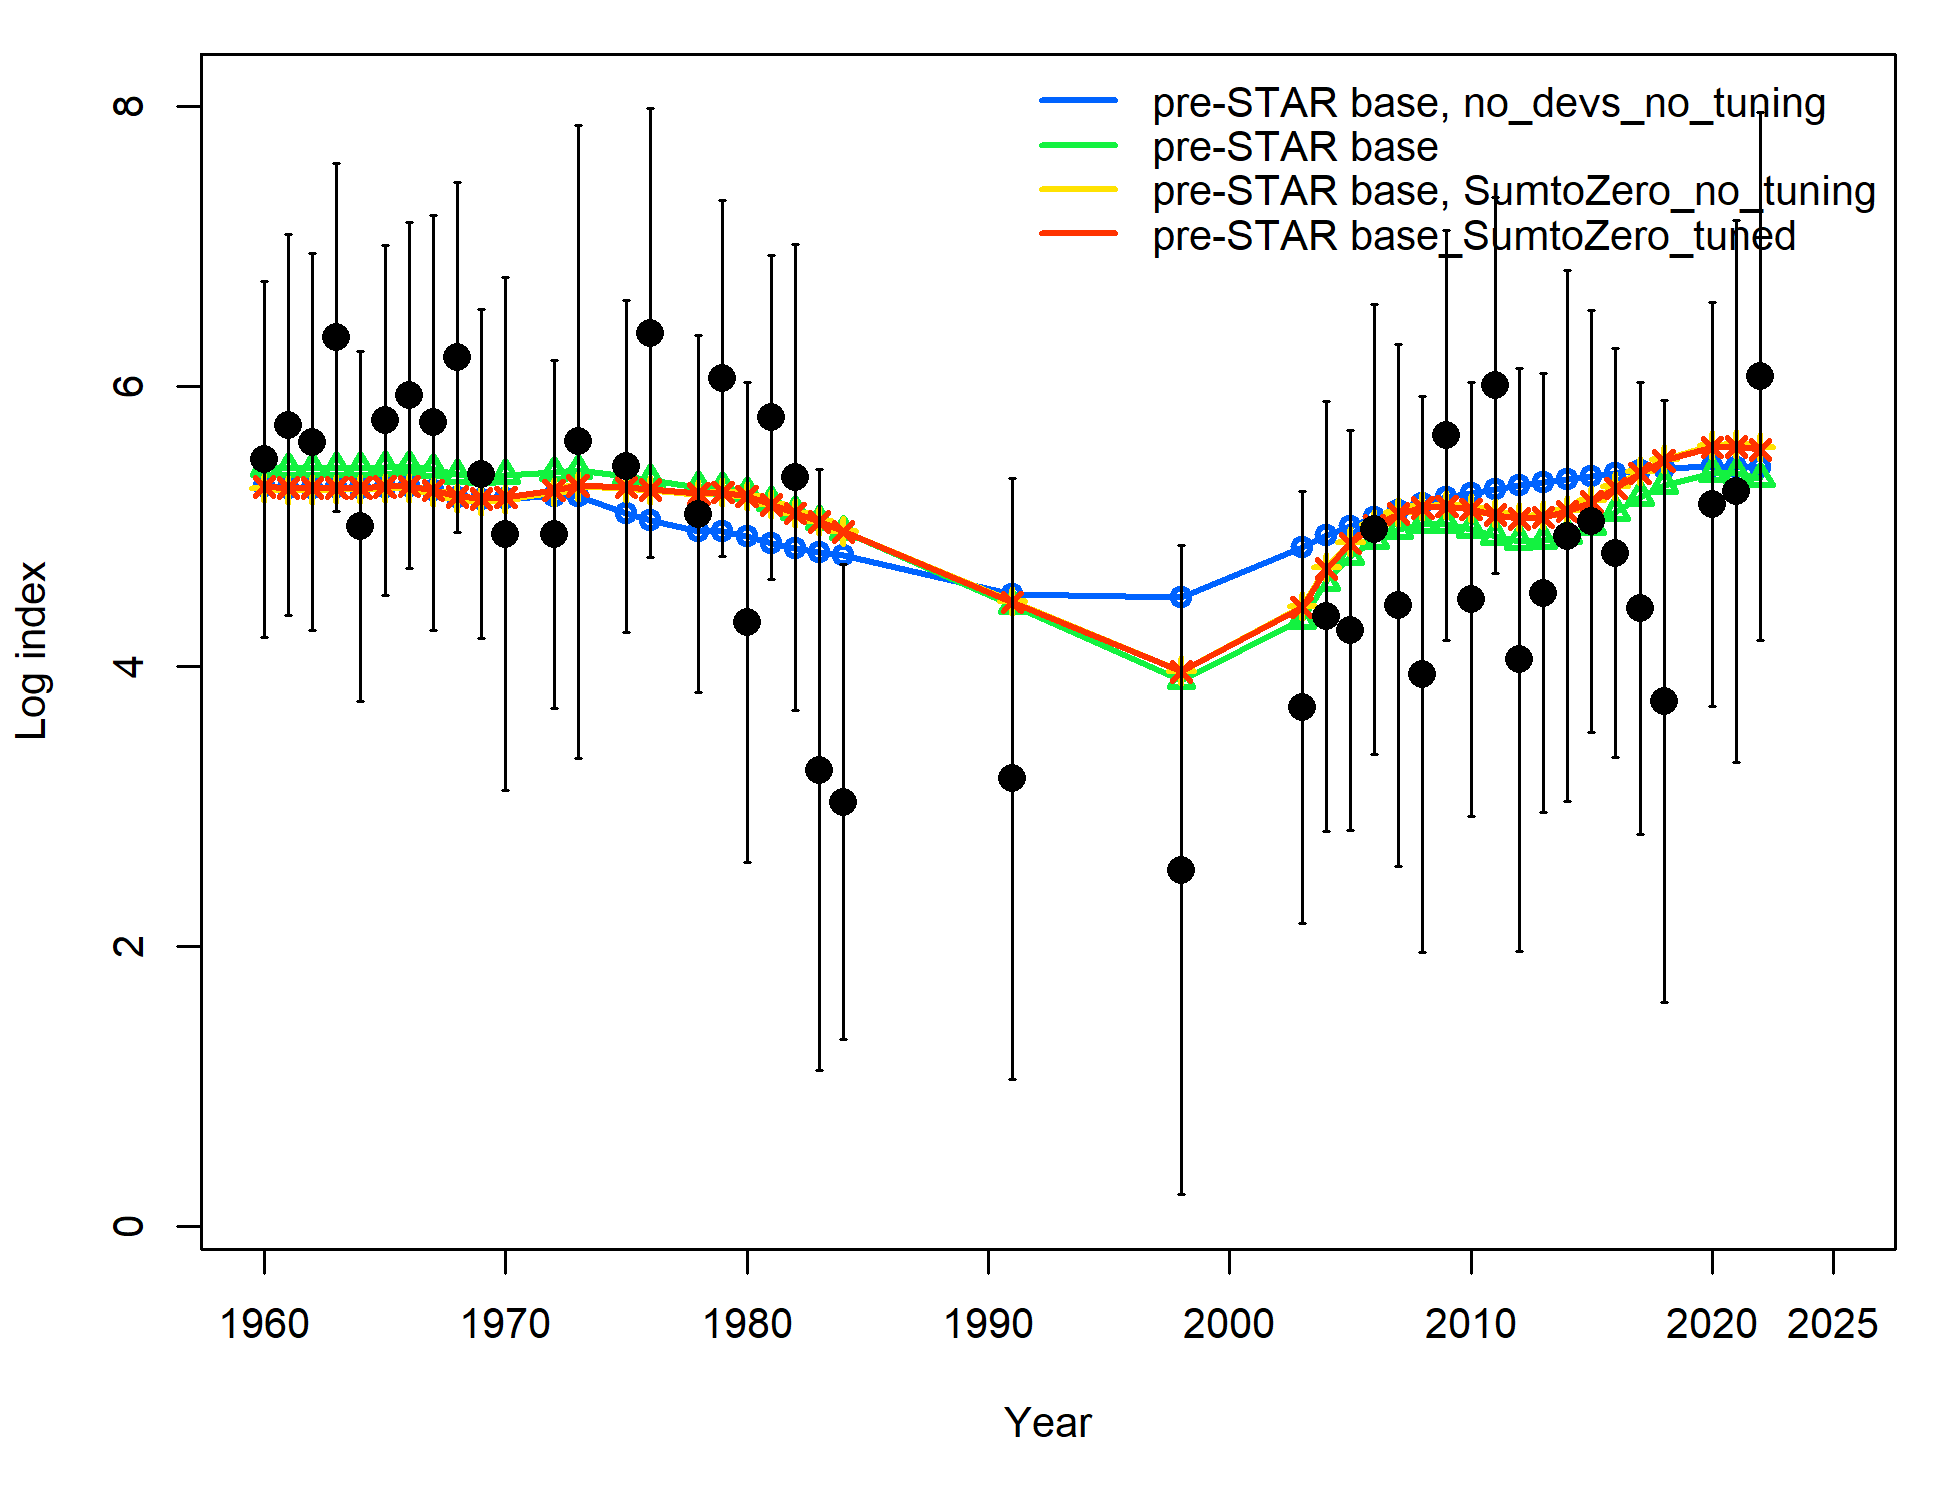 pre-STAR base, no_devs_no_tuning
pre-STAR base
pre-STAR base, SumtoZero_no_tuning
pre-STAR base_SumtoZero_tuned
8
6
4
2
0
Log index
1960 1970 1980 1990 2000 2010 2020 2025
Year